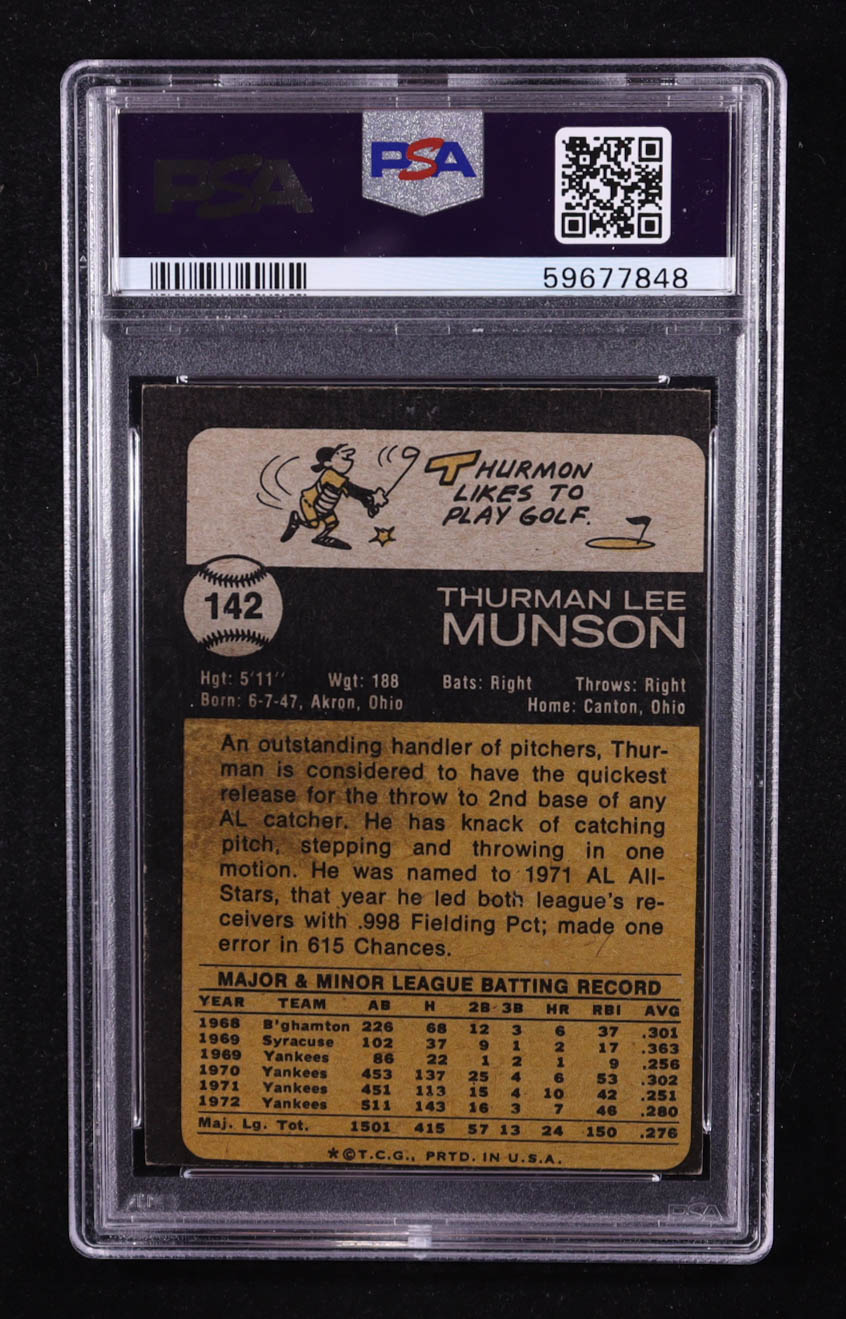 PSA
PSA
59677848
THURMON
LIKES TO
PLAY GOLF.
142
THURMAN LEE
MUNSON
Hgt: 5'11" Wgt: 188 Bats: Right Throws: Right
Born: 6-7-47, Akron, Ohio Home: Canton, Ohio
An outstanding handler of pitchers, Thur-
man is considered to have the quickest
release for the throw to 2nd base of any
AL catcher. He has knack of catching
pitch, stepping and throwing in one
motion. He was named to 1971 AL All-
Stars, that year he led both league's re-
ceivers with .998 Fielding Pct; made one
error in 615 Chances.
MAJOR & MINOR LEAGUE BATTING RECORD
YEAR TEAM AB H 2B 3B HR RBI AVG
1968 B'ghamton 226 68 12 3 6 37 .301
1969 Syracuse 102 37 9 1 2 17 .363
1969 Yankees 86 22 1 2 1 9 .256
1970 Yankees 453 137 25 4 6 53 .302
1971 Yankees 451 113 15 4 10 42 .251
1972 Yankees 511 143 16 3 7 46 .280
Maj. Lg. Tot. 1501 415 57 13 24 150 .276
*©T.C.G., PRTD. IN U.S.A.
PSA